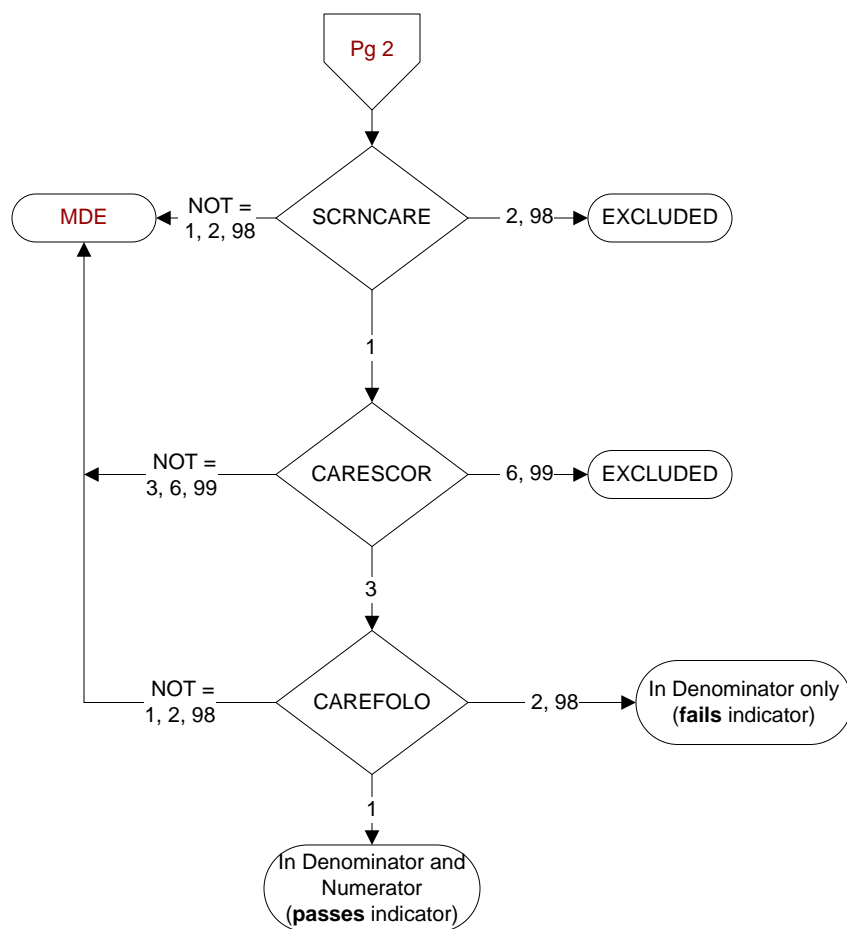 Pg 2
MDE
NOT =
1, 2, 98
SCRNCARE
2, 98
EXCLUDED
1
NOT =
3, 6, 99
CARESCOR
6, 99
EXCLUDED
3
NOT =
1, 2, 98
CAREFOLO
2, 98
In Denominator only
(fails indicator)
1
In Denominator and
Numerator
(passes indicator)